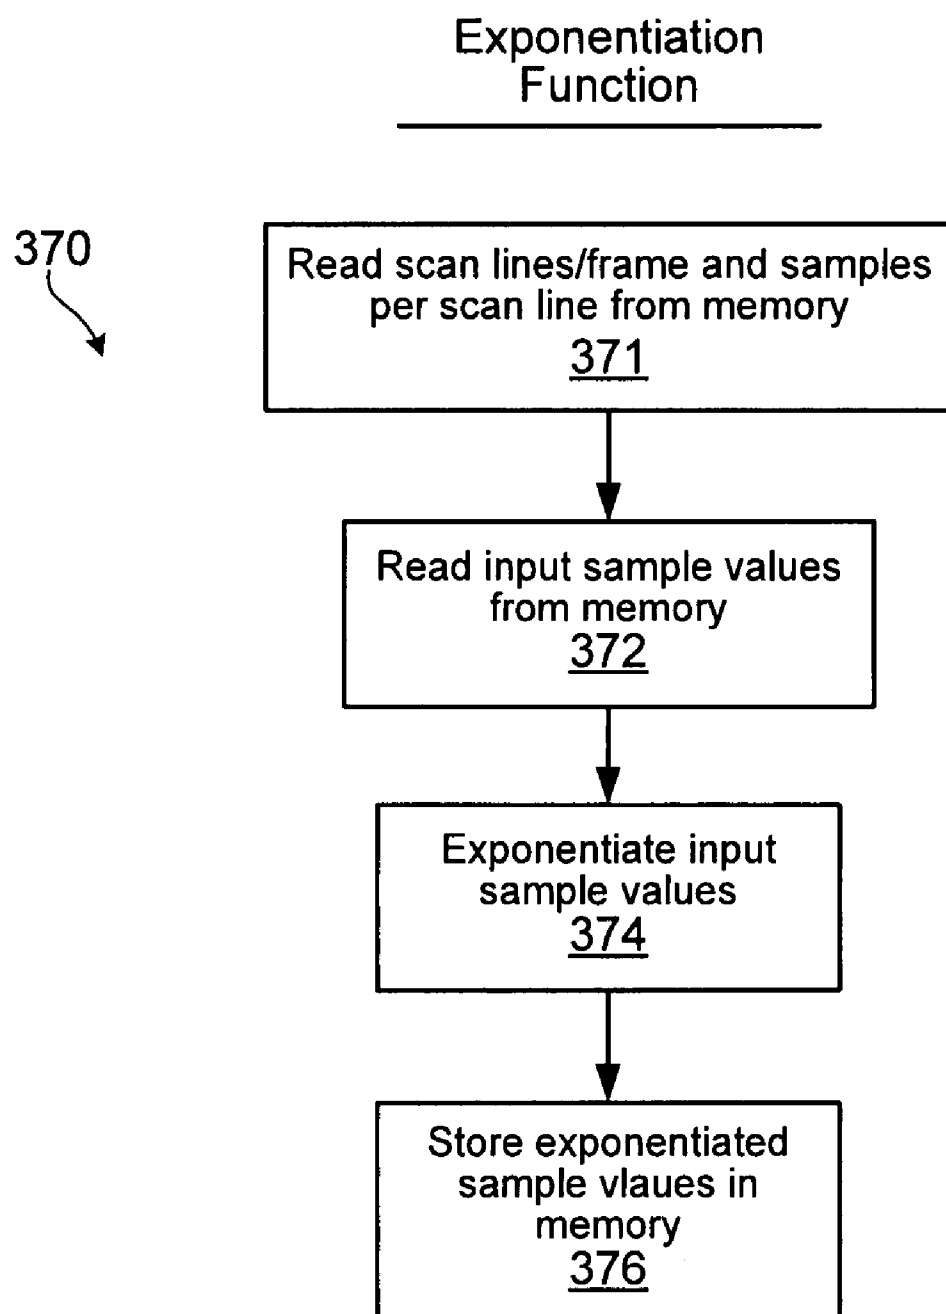 Exponentiation
Function
370
Read scan lines/frame and samples
per scan line from memory
371
Read input sample values
from memory
372
Exponentiate input
sample values
374
Store exponentiated
sample vlaues in
memory
376